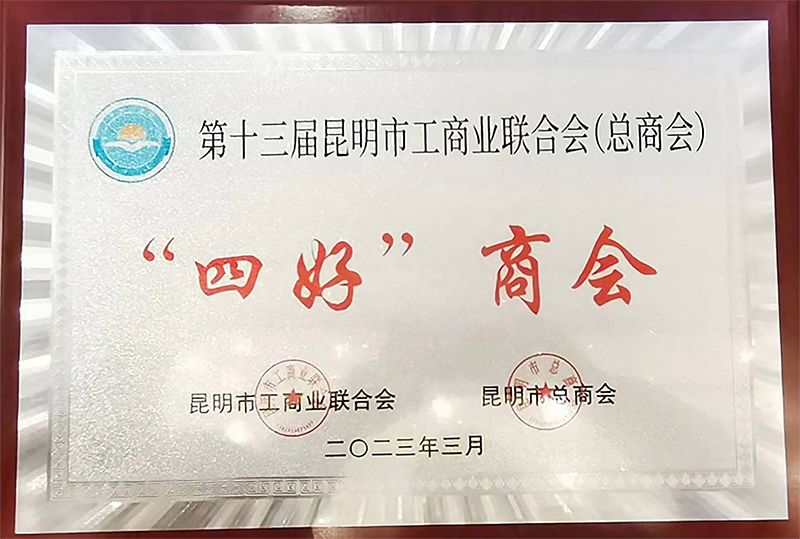 第十三届昆明市工商业联合会(总商会)
“四好”商会
昆明市工商业联合会 昆明市总商会
二〇二三年三月